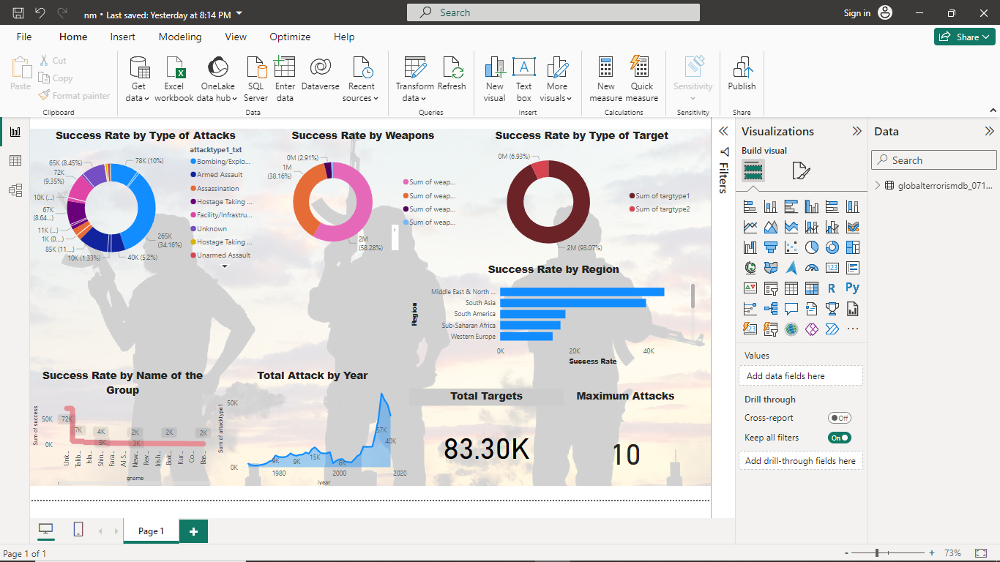 nm • Last saved: Yesterday at 8:14 PM
Search
Sign in
File Home Insert Modeling View Optimize Help
Share
Paste
Cut
Copy
Format painter
Get data
Excel workbook
OneLake data hub
SQL Server
Enter data
Dataverse
Recent sources
Transform data
Refresh
New visual
Text box
More visuals
New measure
Quick measure
Sensitivity
Publish
Clipboard Data Queries Insert Calculations Sensitivity Share
Success Rate by Type of Attacks
attacktype1_txt
Bombing/Explo...
Armed Assault
Assassination
Hostage Taking ...
Facility/Infrastru...
Unknown
Hostage Taking ...
Unarmed Assault
78K (10%)
265K
(34.16%)
40K (5.2%)
10K (1.33%)
85K (11....)
1K (0....)
11K (...)
67K
(8.64...)
10K (...)
72K
(9.35%)
65K (8.45%)
Success Rate by Weapons
0M (2.91%)
1M
(38.16%)
2M
(58.28%)
Sum of weap...
Sum of weap...
Sum of weap...
Sum of weap...
Success Rate by Type of Target
0M (6.93%)
2M (93.07%)
Sum of targtype1
Sum of targtype2
Success Rate by Region
Region
Middle East & North ...
South Asia
South America
Sub-Saharan Africa
Western Europe
0K 20K 40K
Success Rate
Success Rate by Name of the
Group
Sum of success
50K
0K
72K
7K
4K
5K
2K
3K
2K
2K
Unk...
Talib...
Isla...
Shin...
Fara...
Al-S...
New...
Rev...
Irish...
Bok...
Kur...
Co...
Bas...
gname
Total Attack by Year
Sum of attacktype1
50K
0K
9K
9K
15K
6K
57K
40K
1980 2000 2020
iyear
Total Targets
83.30K
Maximum Attacks
10
Filters
Visualizations
Build visual
R
Py
123
Values
Add data fields here
Drill through
Cross-report
Off
Keep all filters
On
Add drill-through fields here
Data
Search
globalterrorismdb_071...
Page 1
Page 1 of 1
73%